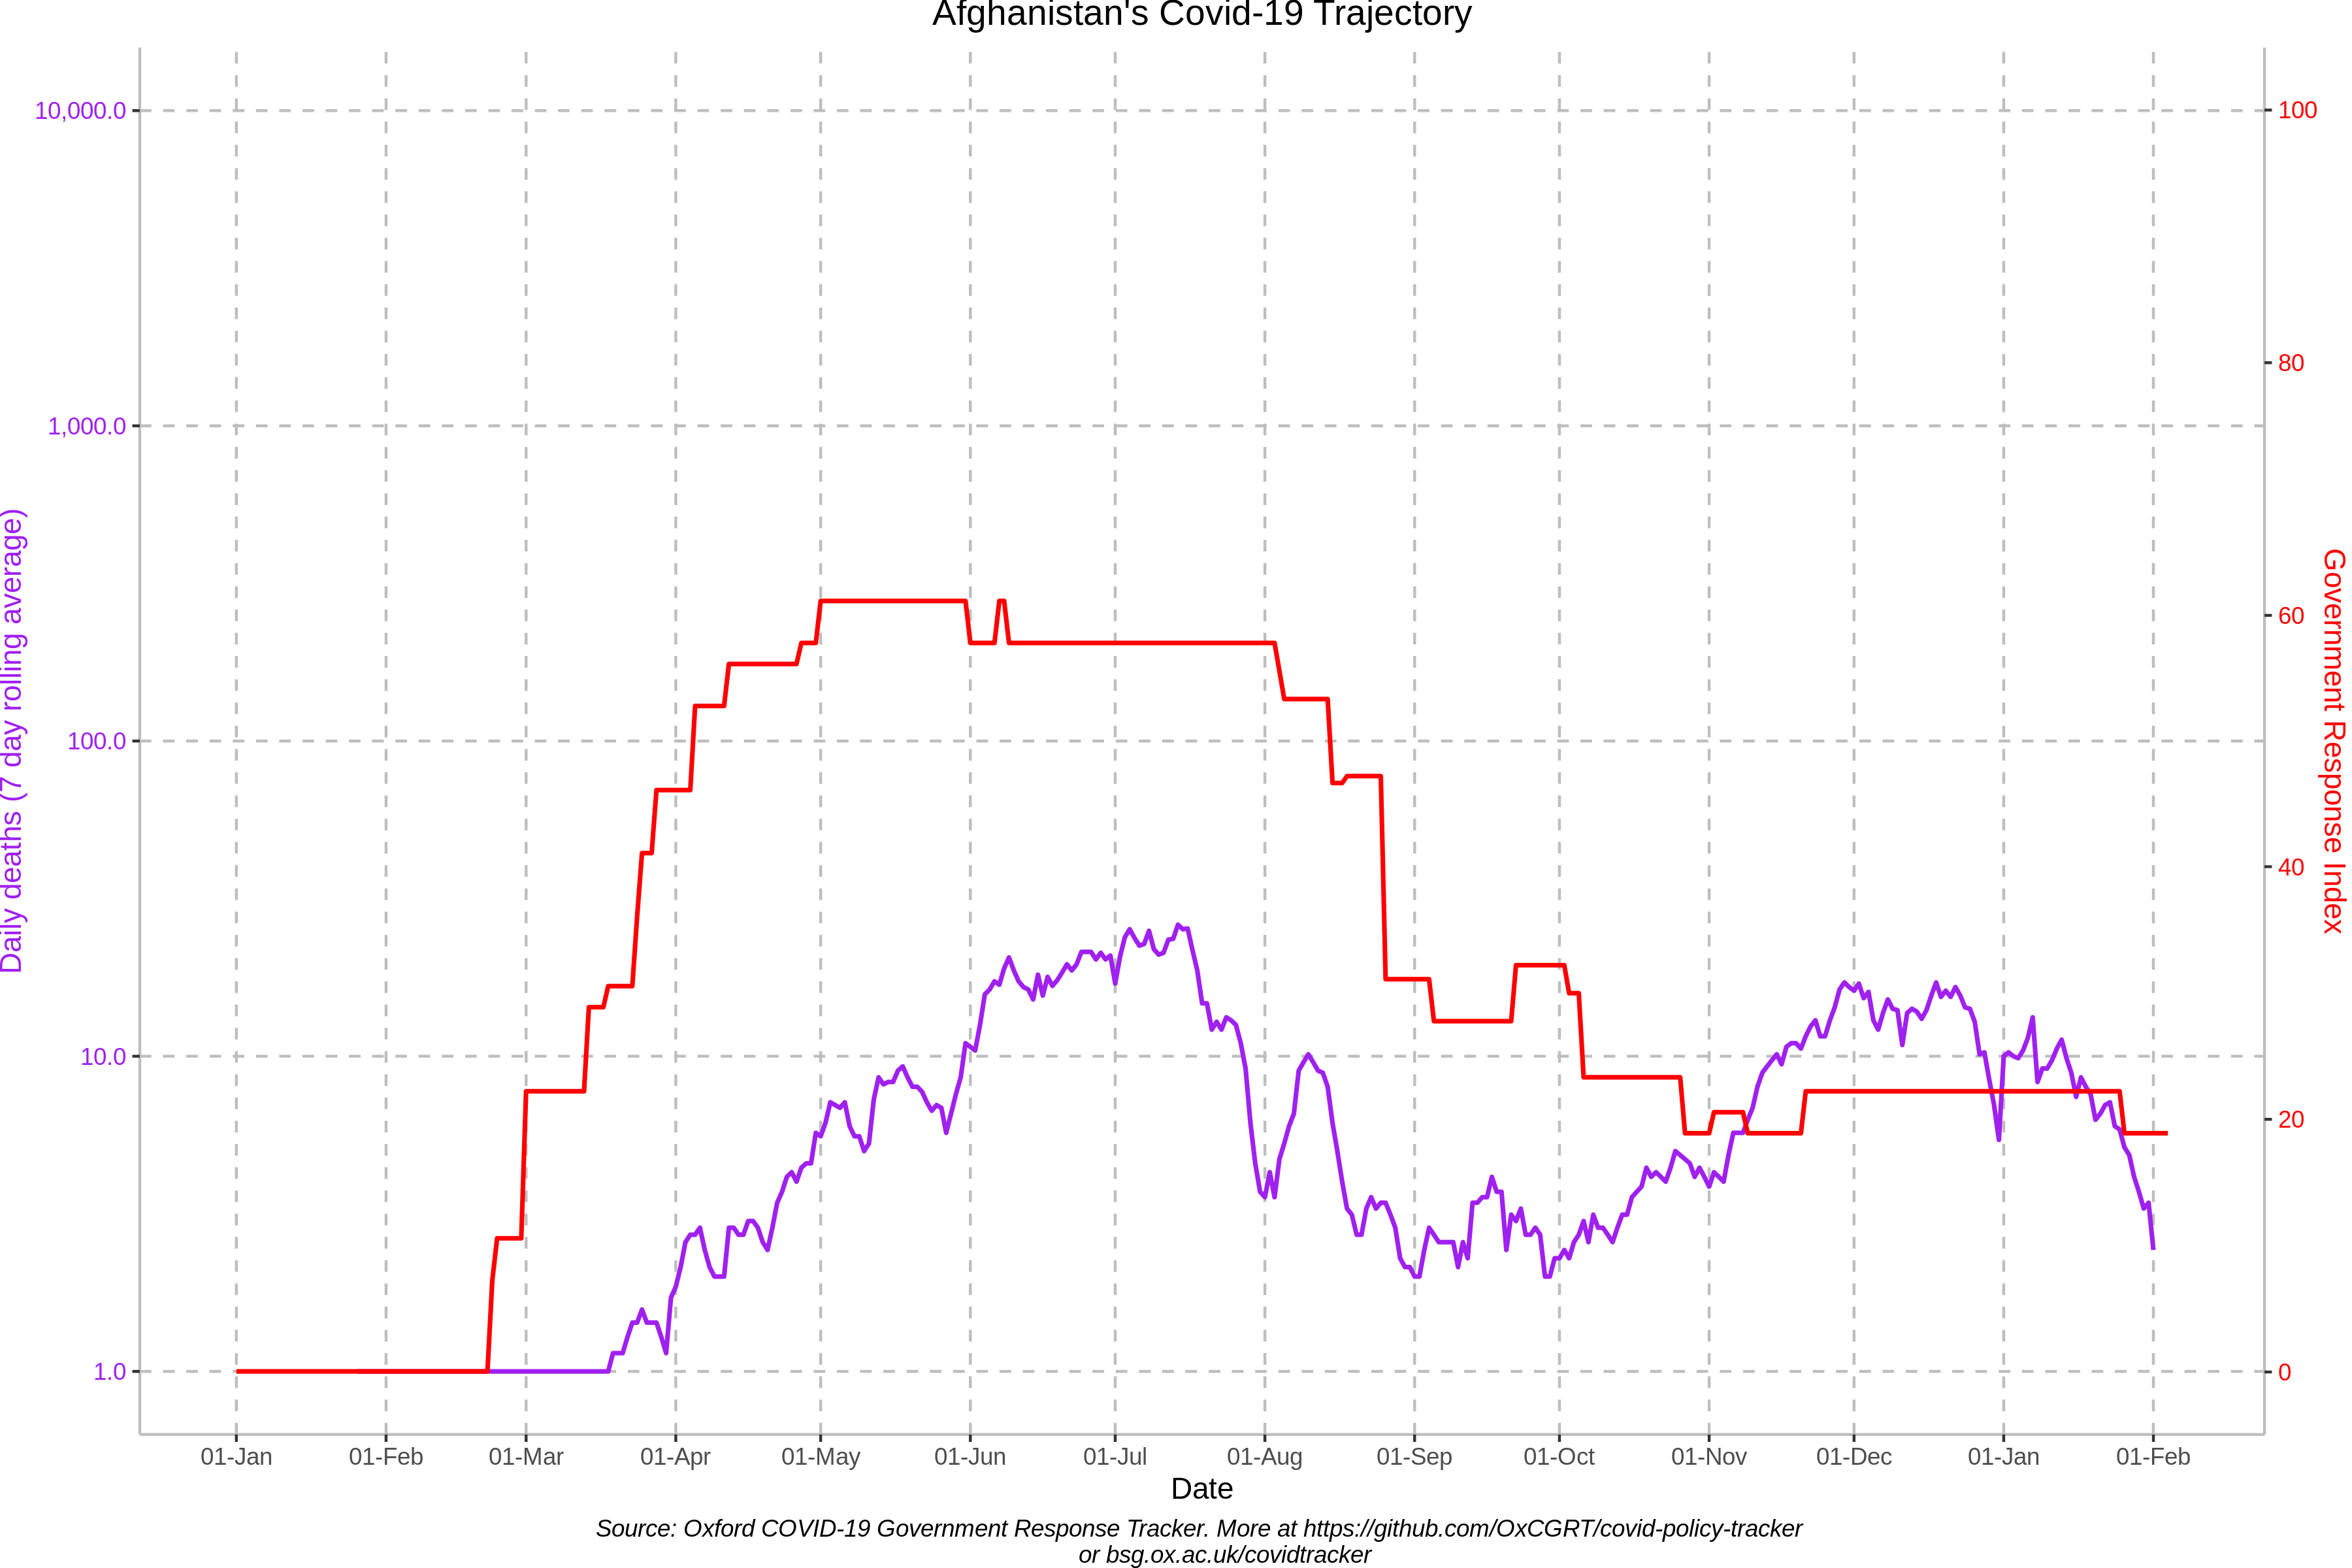 Afghanistan's Covid-19 Trajectory
10,000.0
1,000.0
100.0
10.0
1.0
Daily deaths (7 day rolling average)
100
80
60
40
20
0
Government Response Index
01-Jan
01-Feb
01-Mar
01-Apr
01-May
01-Jun
01-Jul
01-Aug
01-Sep
01-Oct
01-Nov
01-Dec
01-Jan
01-Feb
Date
Source: Oxford COVID-19 Government Response Tracker. More at https://github.com/OxCGRT/covid-policy-tracker
or bsg.ox.ac.uk/covidtracker